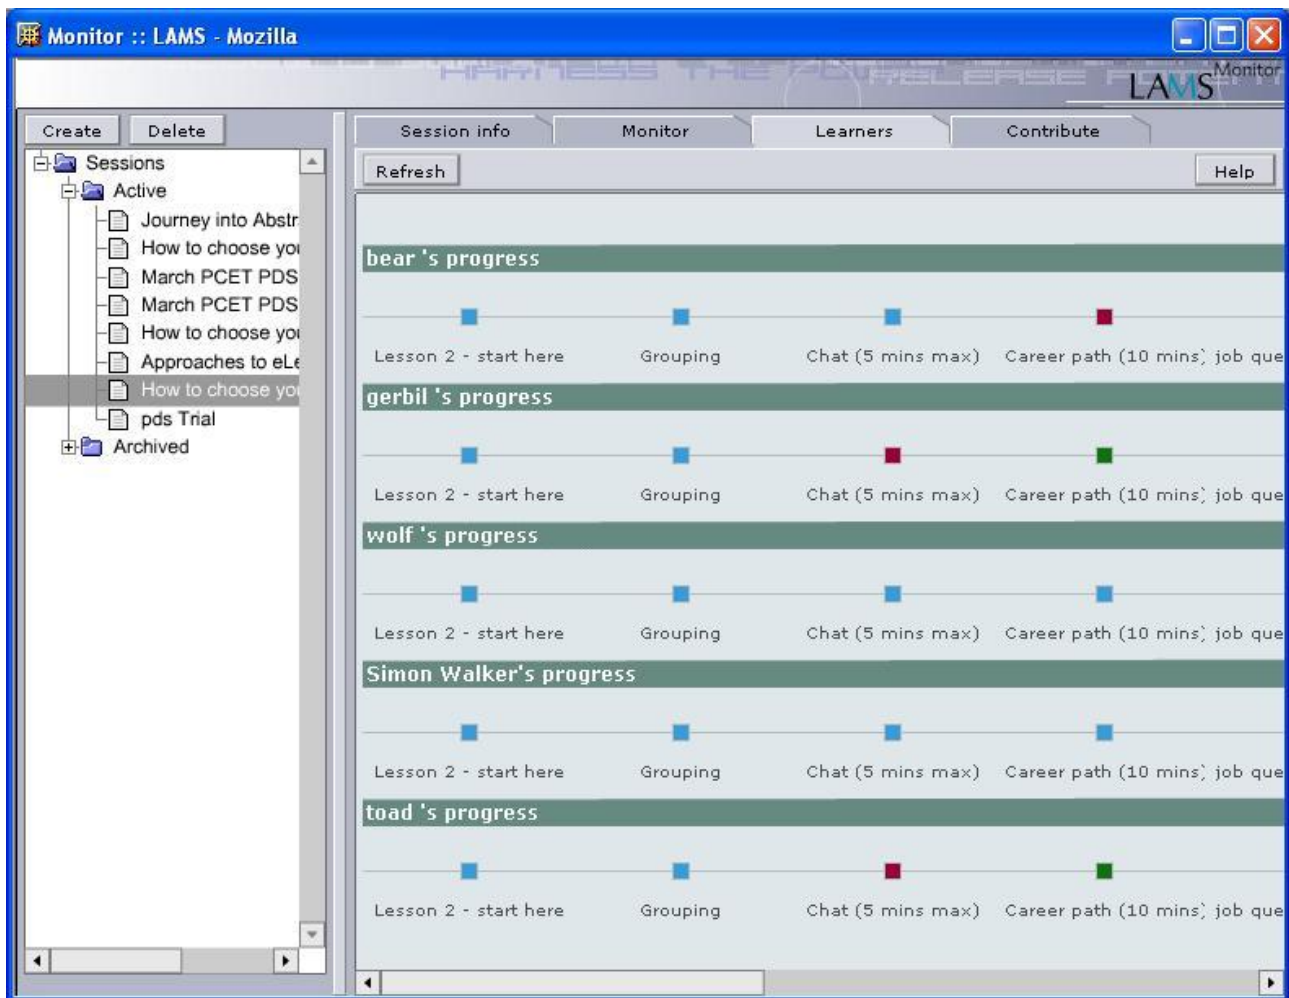 Monitor :: LAMS - Mozilla
HARNESS THE
LAMS Monitor
Create Delete
Sessions
Active
Journey into Abstr
How to choose you
March PCET PDS
March PCET PDS
How to choose you
Approaches to eLe
How to choose you
pds Trial
Archived
Session info Monitor Learners Contribute
Refresh Help
bear 's progress
Lesson 2 - start here Grouping Chat (5 mins max) Career path (10 mins) job que
gerbil 's progress
Lesson 2 - start here Grouping Chat (5 mins max) Career path (10 mins) job que
wolf 's progress
Lesson 2 - start here Grouping Chat (5 mins max) Career path (10 mins) job que
Simon Walker's progress
Lesson 2 - start here Grouping Chat (5 mins max) Career path (10 mins) job que
toad 's progress
Lesson 2 - start here Grouping Chat (5 mins max) Career path (10 mins) job que